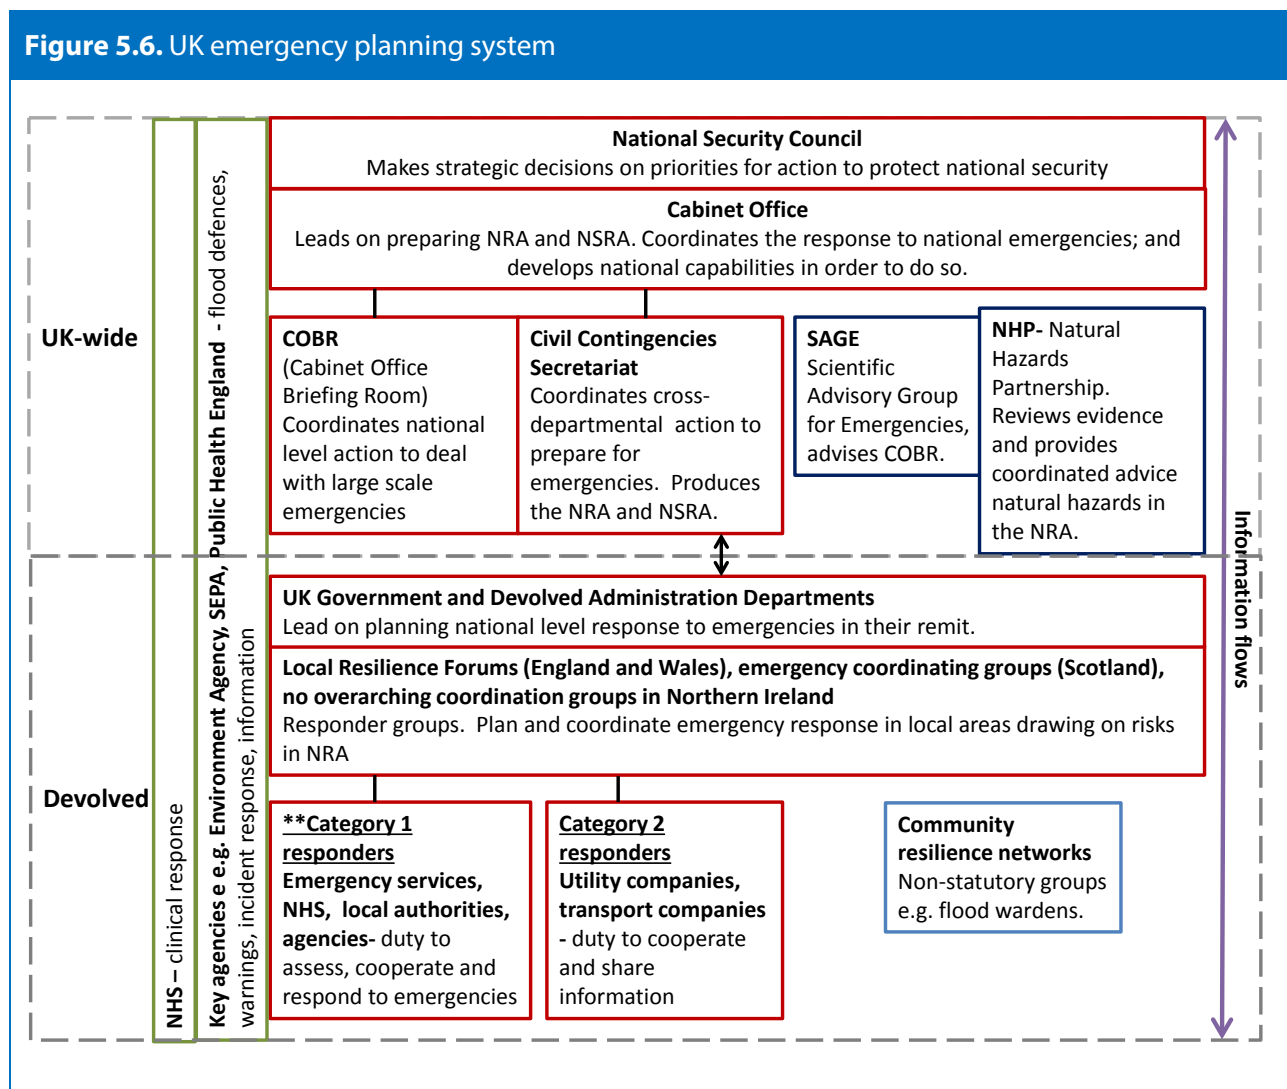 Figure 5.6. UK emergency planning system
National Security Council
Makes strategic decisions on priorities for action to protect national security
Cabinet Office
Leads on preparing NRA and NSRA. Coordinates the response to national emergencies; and
develops national capabilities in order to do so.
UK-wide
COBR
(Cabinet Office
Briefing Room)
Coordinates national
level action to deal
with large scale
emergencies
Civil Contingencies
Secretariat
Coordinates cross-
departmental action to
prepare for
emergencies. Produces
the NRA and NSRA.
SAGE
Scientific
Advisory Group
for Emergencies,
advises COBR.
NHP- Natural
Hazards
Partnership.
Reviews evidence
and provides
coordinated advice
natural hazards in
the NRA.
NHS – clinical response
Key agencies e e.g. Environment Agency, SEPA, Public Health England - flood defences,
warnings, incident response, information
Information flows
Devolved
UK Government and Devolved Administration Departments
Lead on planning national level response to emergencies in their remit.
Local Resilience Forums (England and Wales), emergency coordinating groups (Scotland),
no overarching coordination groups in Northern Ireland
Responder groups. Plan and coordinate emergency response in local areas drawing on risks
in NRA
**Category 1
responders
Emergency services,
NHS, local authorities,
agencies- duty to
assess, cooperate and
respond to emergencies
Category 2
responders
Utility companies,
transport companies
- duty to cooperate
and share
information
Community
resilience networks
Non-statutory groups
e.g. flood wardens.